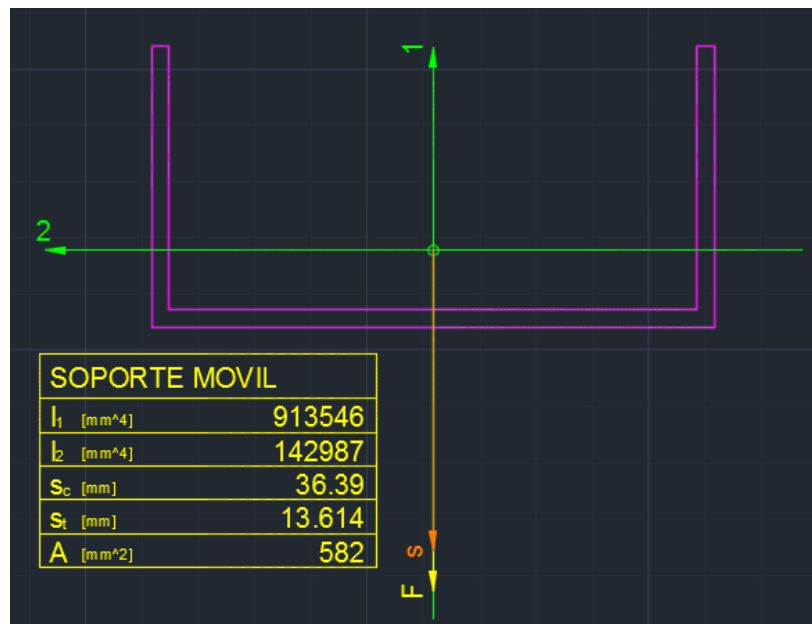 1
2
SOPORTE MOVIL
I₁ [mm^4] 913546
I₂ [mm^4] 142987
Sc [mm] 36.39
St [mm] 13.614
A [mm^2] 582
s
F